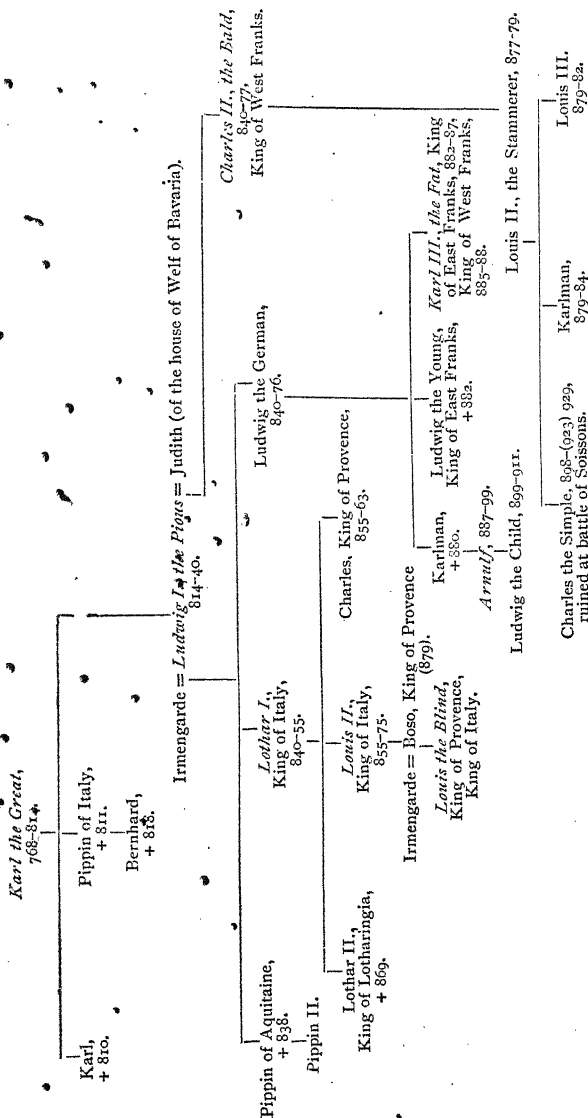 Karl the Great,
768–814.
Karl,
+ 810.
Pippin of Italy,
+ 811.
Bernhard,
+ 818.
Irmengarde = Ludwig I., the Pious = Judith (of the house of Welf of Bavaria).
814–40.
Pippin of Aquitaine,
+ 838.
Pippin II.
Lothar I.,
King of Italy,
840–55.
Ludwig the German,
840–76.
Charles II., the Bald,
840–77,
King of West Franks.
Lothar II.,
King of Lotharingia,
+ 869.
Louis II.,
King of Italy,
855–75.
Charles, King of Provence,
855–63.
Irmengarde = Boso, King of Provence
(879).
Louis the Blind,
King of Provence,
King of Italy.
Karlman,
+ 880.
Arnulf, 887–99.
Ludwig the Child, 899–911.
Ludwig the Young,
King of East Franks,
+ 882.
Karl III., the Fat, King
of East Franks, 882–87,
King of West Franks,
885–88.
Louis II., the Stammerer, 877-79.
Charles the Simple, 898–(923) 929,
ruined at battle of Soissons.
Karlman,
879–84.
Louis III.
879–82.